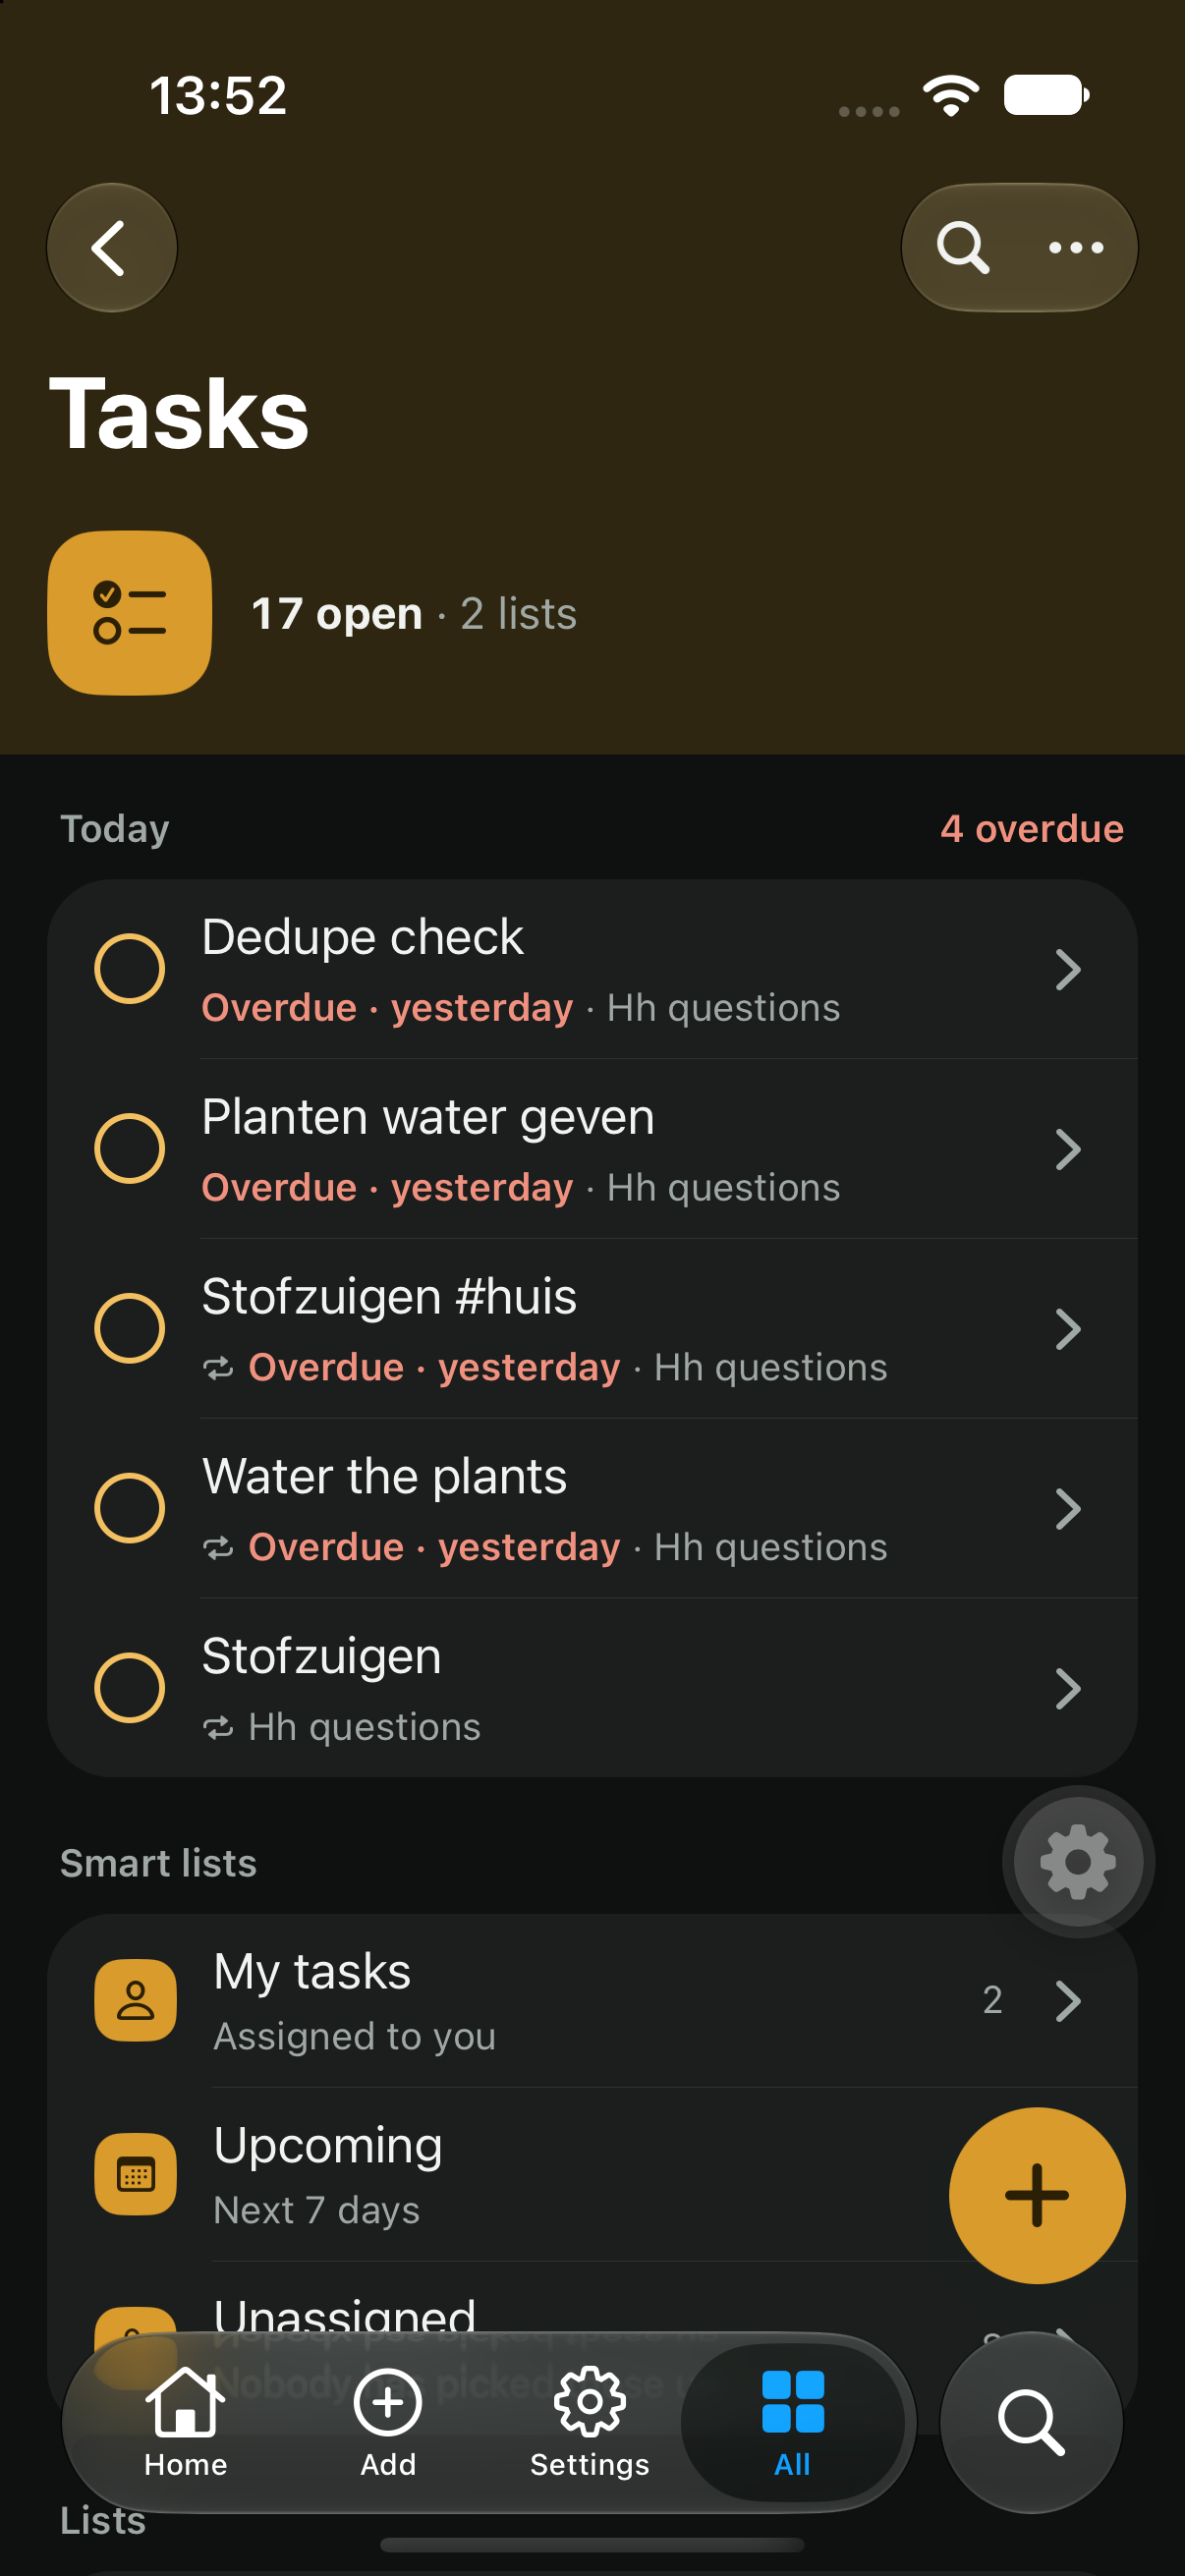 13:52
Tasks
17 open · 2 lists
Today
4 overdue
Dedupe check
Overdue · yesterday · Hh questions
Planten water geven
Overdue · yesterday · Hh questions
Stofzuigen #huis
Overdue · yesterday · Hh questions
Water the plants
Overdue · yesterday · Hh questions
Stofzuigen
Hh questions
Smart lists
My tasks
2
Assigned to you
Upcoming
Next 7 days
Unassigned
Nobody has picked
Home
Add
Settings
All
Lists